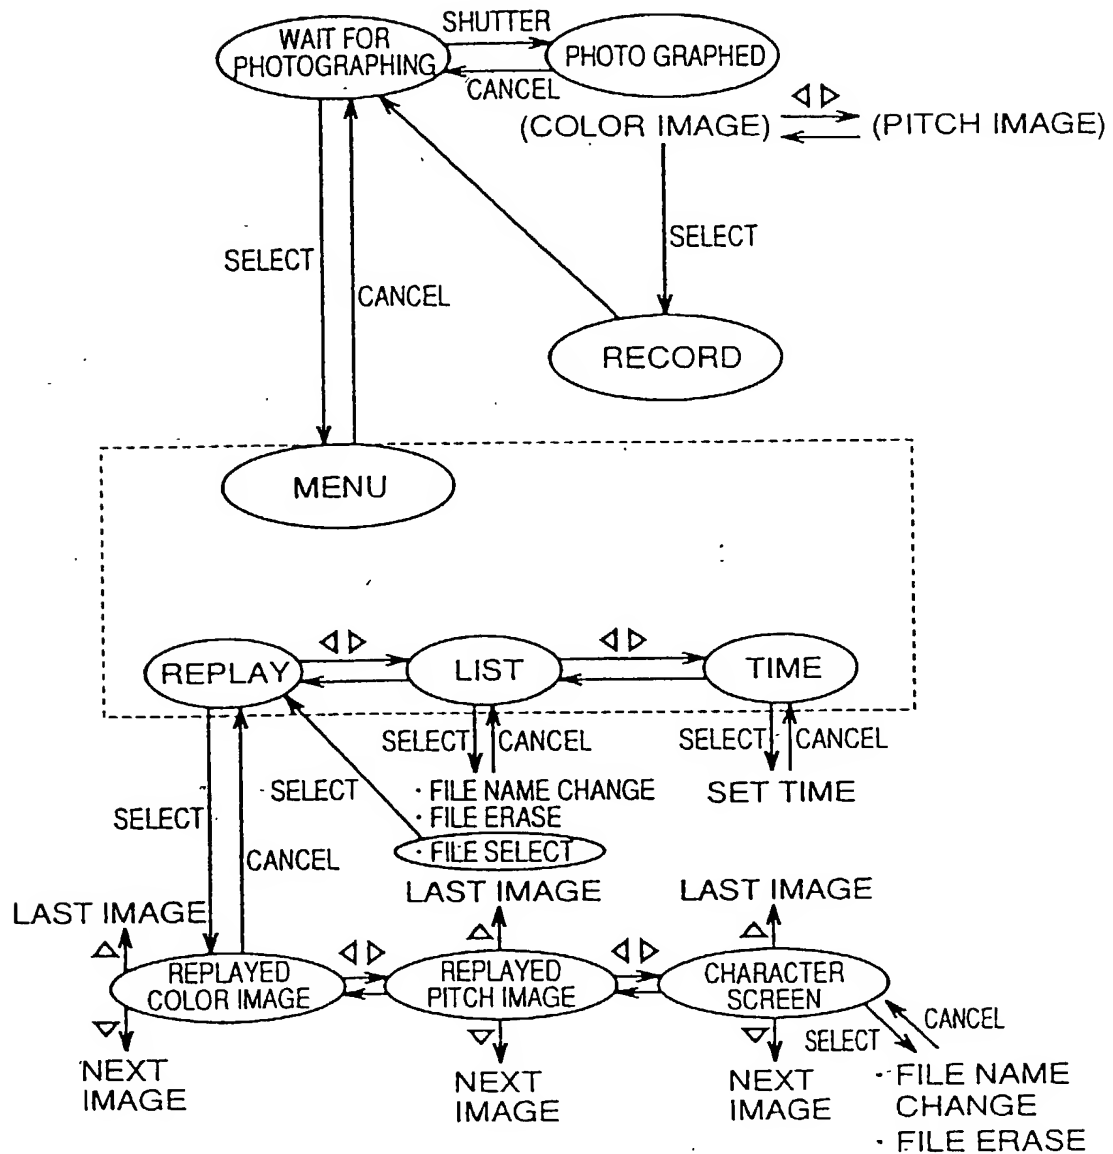 SHUTTER
WAIT FOR
PHOTOGRAPHING
PHOTO GRAPHED
CANCEL
◁ ▷
(COLOR IMAGE)
(PITCH IMAGE)
SELECT
SELECT
CANCEL
RECORD
MENU
◁ ▷
◁ ▷
REPLAY
LIST
TIME
SELECT
CANCEL
SELECT
CANCEL
SELECT
· FILE NAME CHANGE
· FILE ERASE
· FILE SELECT
SET TIME
SELECT
CANCEL
LAST IMAGE
LAST IMAGE
LAST IMAGE
△
△
△
◁ ▷
◁ ▷
REPLAYED
COLOR IMAGE
REPLAYED
PITCH IMAGE
CHARACTER
SCREEN
▽
▽
▽
SELECT
CANCEL
NEXT
IMAGE
NEXT
IMAGE
NEXT
IMAGE
· FILE NAME
CHANGE
· FILE ERASE